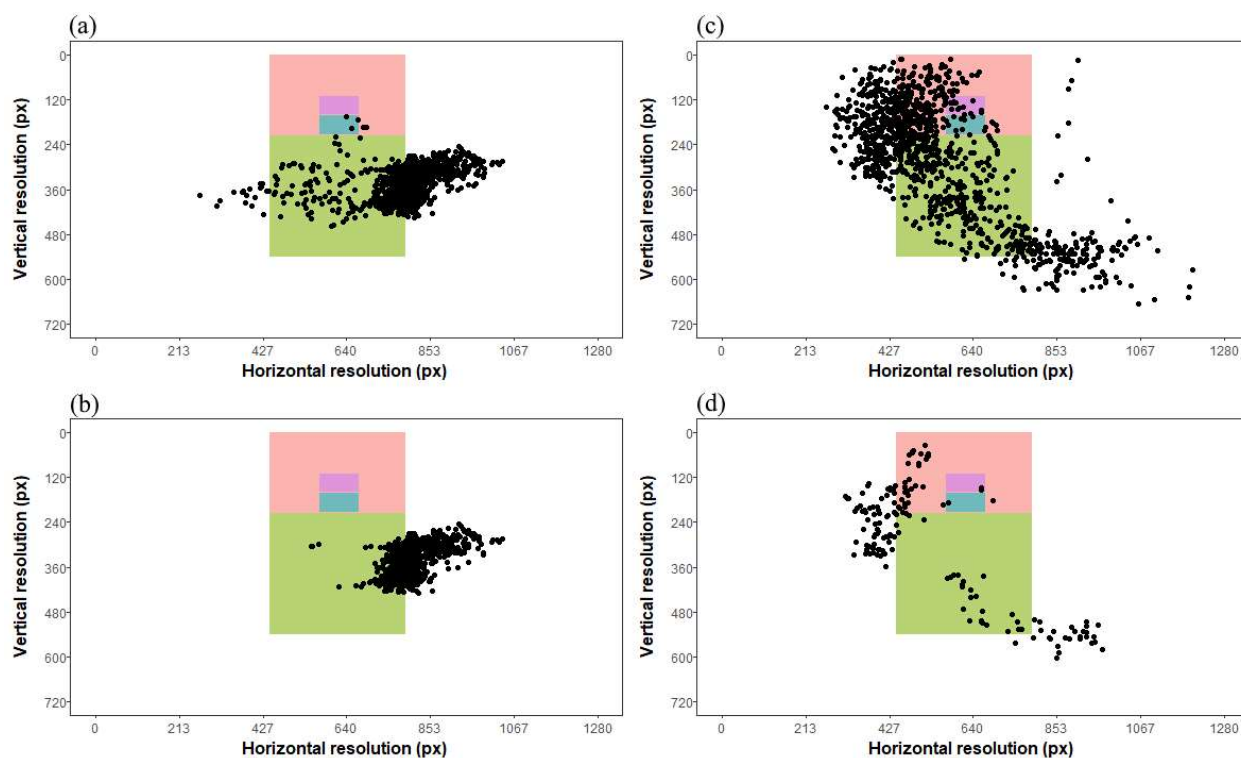 (a)
0
120
240
360
480
600
720
Vertical resolution (px)
0 213 427 640 853 1067 1280
Horizontal resolution (px)
(c)
0
120
240
360
480
600
720
Vertical resolution (px)
0 213 427 640 853 1067 1280
Horizontal resolution (px)
(b)
0
120
240
360
480
600
720
Vertical resolution (px)
0 213 427 640 853 1067 1280
Horizontal resolution (px)
(d)
0
120
240
360
480
600
720
Vertical resolution (px)
0 213 427 640 853 1067 1280
Horizontal resolution (px)